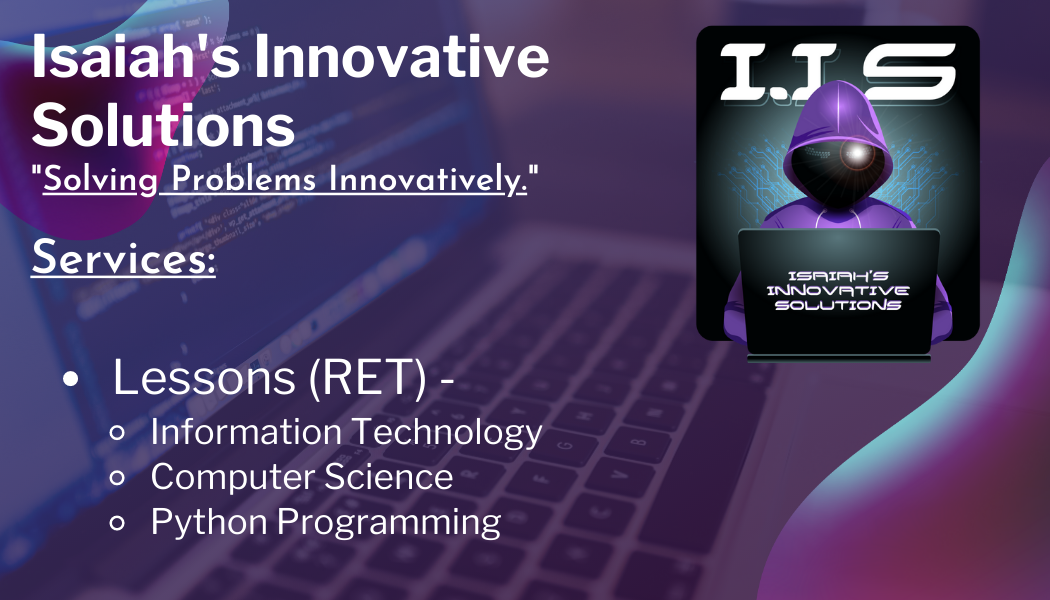 Isaiah's Innovative
Solutions
"Solving Problems Innovatively."
Services:
• Lessons (RET) -
○ Information Technology
○ Computer Science
○ Python Programming
I.I.S
ISAIAH'S
INNOVATIVE
SOLUTIONS